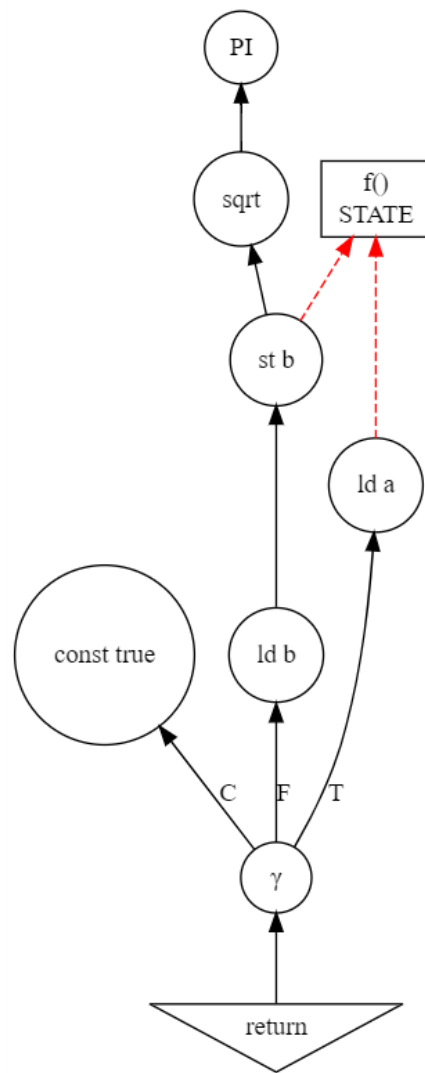 PI
sqrt
f()
STATE
st b
ld a
const true
ld b
C
F
T
γ
return